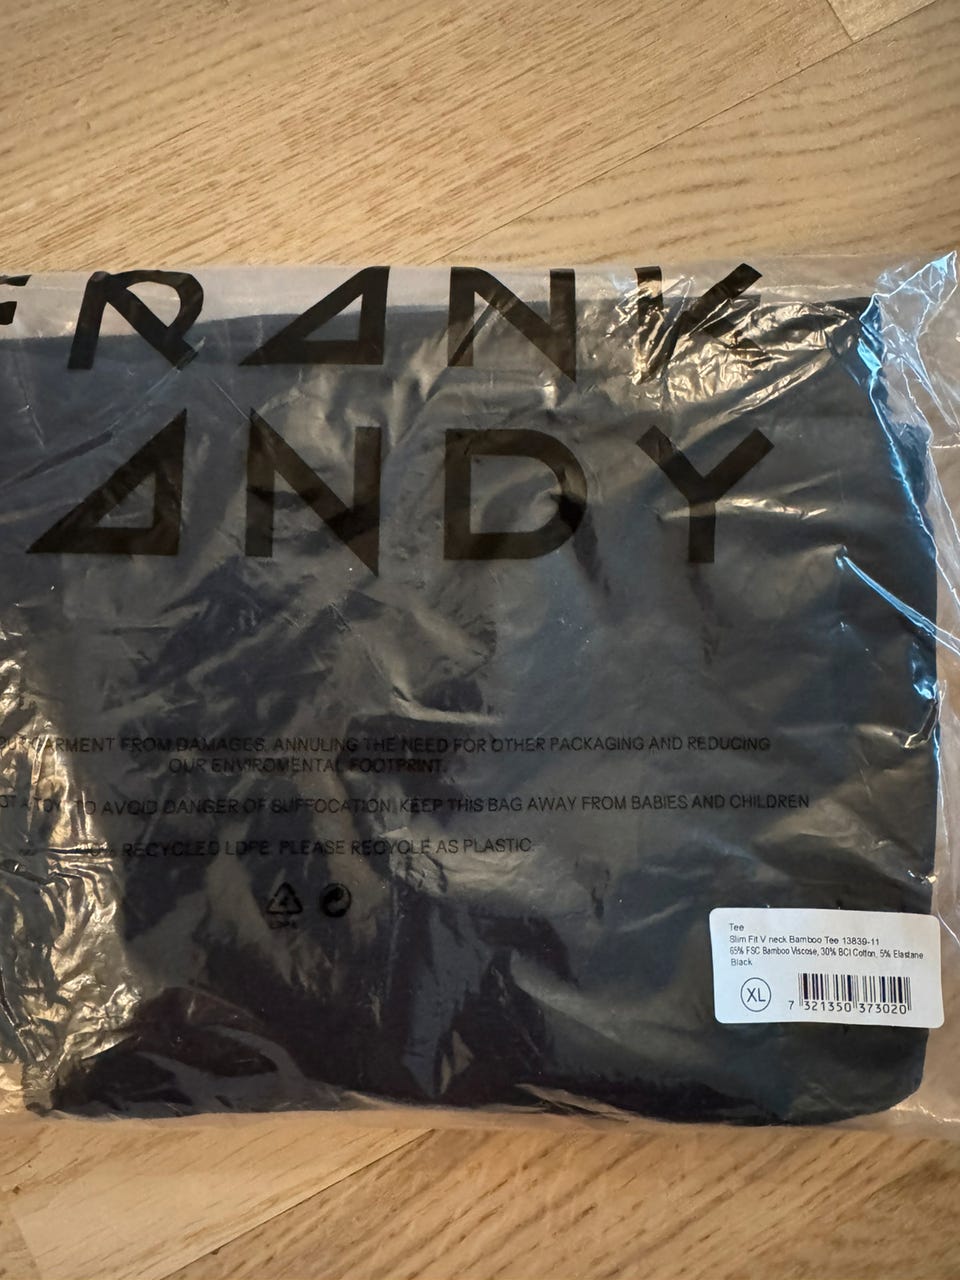 FRANK
ANDY
OUR GARMENT FROM DAMAGES, ANNULING THE NEED FOR OTHER PACKAGING AND REDUCING
OUR ENVIROMENTAL FOOTPRINT.
TOY. TO AVOID DANGER OF SUFFOCATION KEEP THIS BAG AWAY FROM BABIES AND CHILDREN
RECYCLED LDPE. PLEASE RECYCLE AS PLASTIC.
4
Tee
Slim Fit V neck Bamboo Tee 13839-11
65% FSC Bamboo Viscose, 30% BCI Cotton, 5% Elastane
Black
XL
7 321350 373020